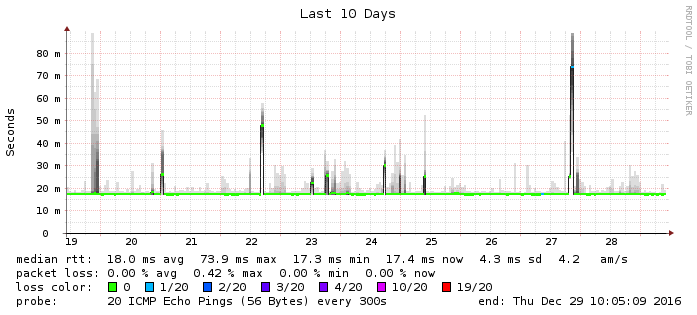 Last 10 Days
RRDTOOL / TOBI OETIKER
Seconds
80 m
70 m
60 m
50 m
40 m
30 m
20 m
10 m
0
19 20 21 22 23 24 25 26 27 28
median rtt: 18.0 ms avg 73.9 ms max 17.3 ms min 17.4 ms now 4.3 ms sd 4.2 am/s
packet loss: 0.00 % avg 0.42 % max 0.00 % min 0.00 % now
loss color: 0 1/20 2/20 3/20 4/20 10/20 19/20
probe: 20 ICMP Echo Pings (56 Bytes) every 300s end: Thu Dec 29 10:05:09 2016